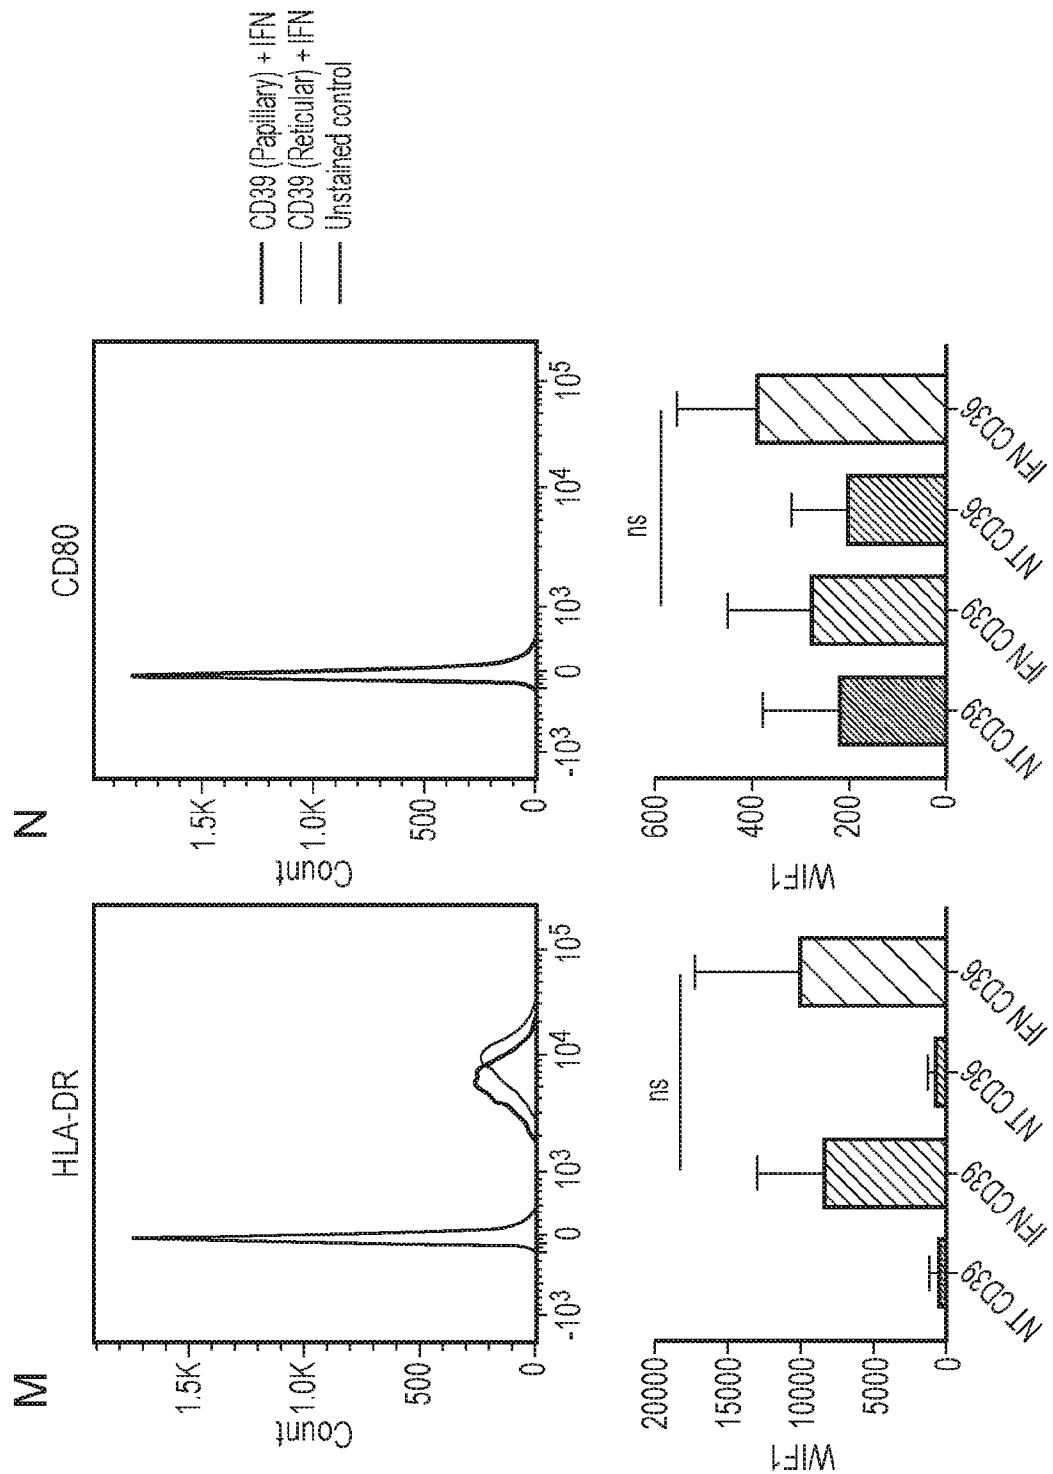 M
HLA-DR
Count
1.5K
1.0K
500
0
-10³ 0 10³ 10⁴ 10⁵
20000
15000
10000
5000
0
MFI
ns
NT CD39
IFN CD39
NT CD36
IFN CD36
N
CD80
Count
1.5K
1.0K
500
0
-10³ 0 10³ 10⁴ 10⁵
CD39 (Papillary) + IFN
CD39 (Reticular) + IFN
Unstained control
600
400
200
0
MFI
ns
NT CD39
IFN CD39
NT CD36
IFN CD36